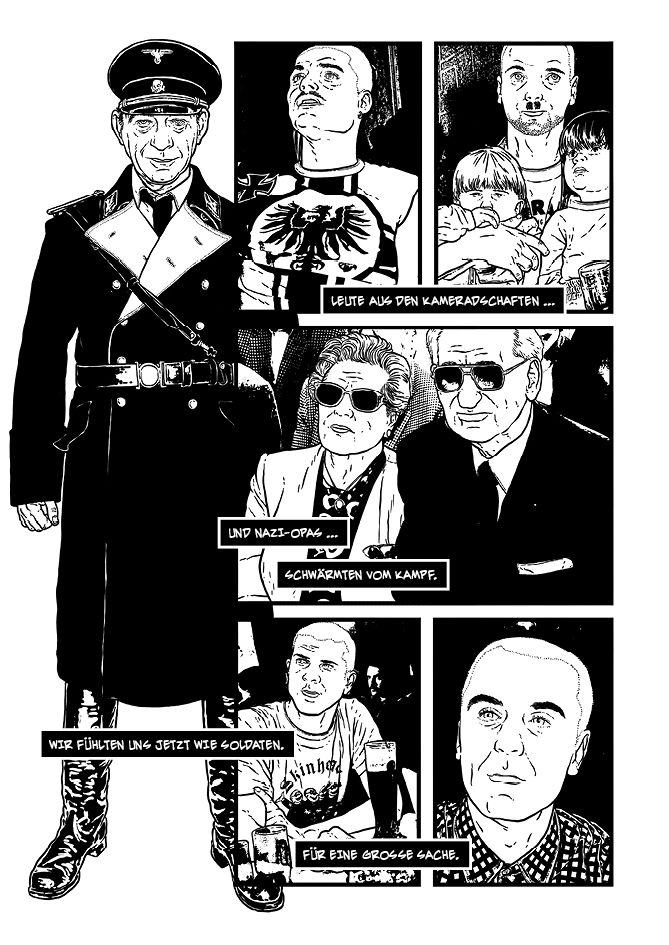 LEUTE AUS DEN KAMERADSCHAFTEN ...
UND NAZI-OPAS ...
SCHWÄRMTEN VOM KAMPF.
WIR FÜHLTEN UNS JETZT WIE SOLDATEN.
FÜR EINE GROSSE SACHE.